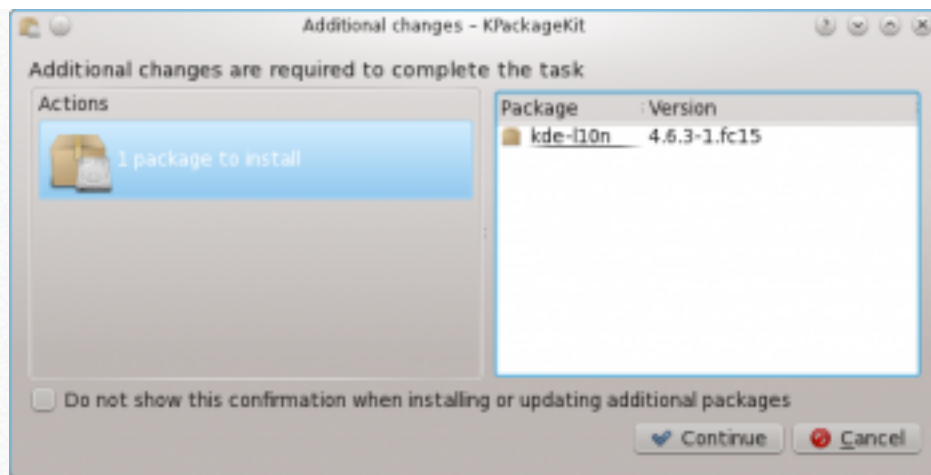 Additional changes – KPackageKit
Additional changes are required to complete the task
Actions
1 package to install
Package Version
kde-l10n 4.6.3-1.fc15
Do not show this confirmation when installing or updating additional packages
Continue Cancel